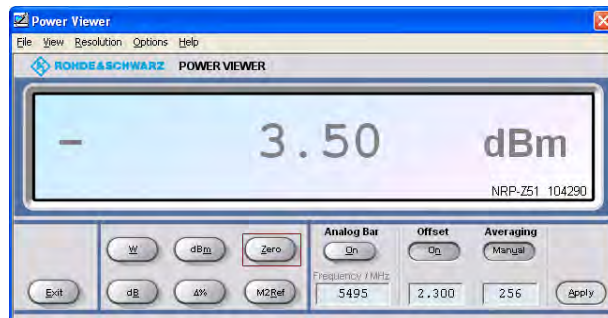 Power Viewer
File View Resolution Options Help
ROHDE&SCHWARZ POWER VIEWER
- 3.50 dBm
NRP-Z51 104290
Analog Bar Offset Averaging
W dBm Zero On On Manual
Frequency / MHz
Exit dB Δ% M2Ref 5495 2.300 256 Apply